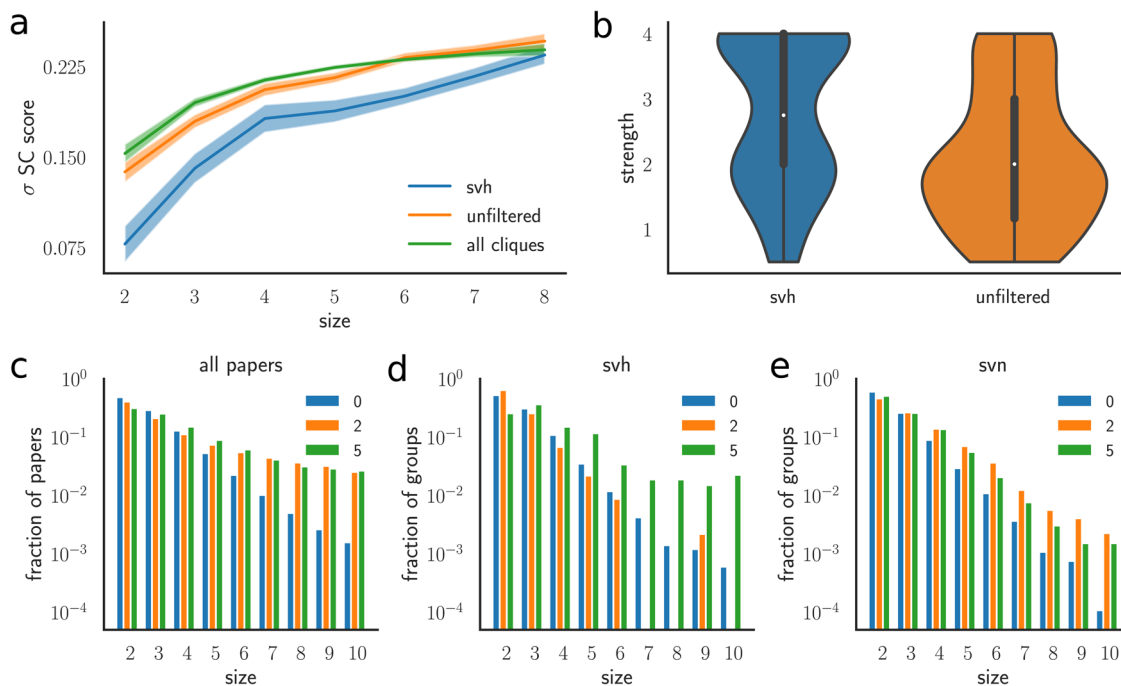 a
σ SC score
0.225
0.150
0.075
svh
unfiltered
all cliques
2 3 4 5 6 7 8
size
b
strength
4
3
2
1
svh unfiltered
c
all papers
fraction of papers
10^0
10^-1
10^-2
10^-3
10^-4
0
2
5
2 3 4 5 6 7 8 9 10
size
d
svh
fraction of groups
10^0
10^-1
10^-2
10^-3
10^-4
0
2
5
2 3 4 5 6 7 8 9 10
size
e
svn
fraction of groups
10^0
10^-1
10^-2
10^-3
10^-4
0
2
5
2 3 4 5 6 7 8 9 10
size